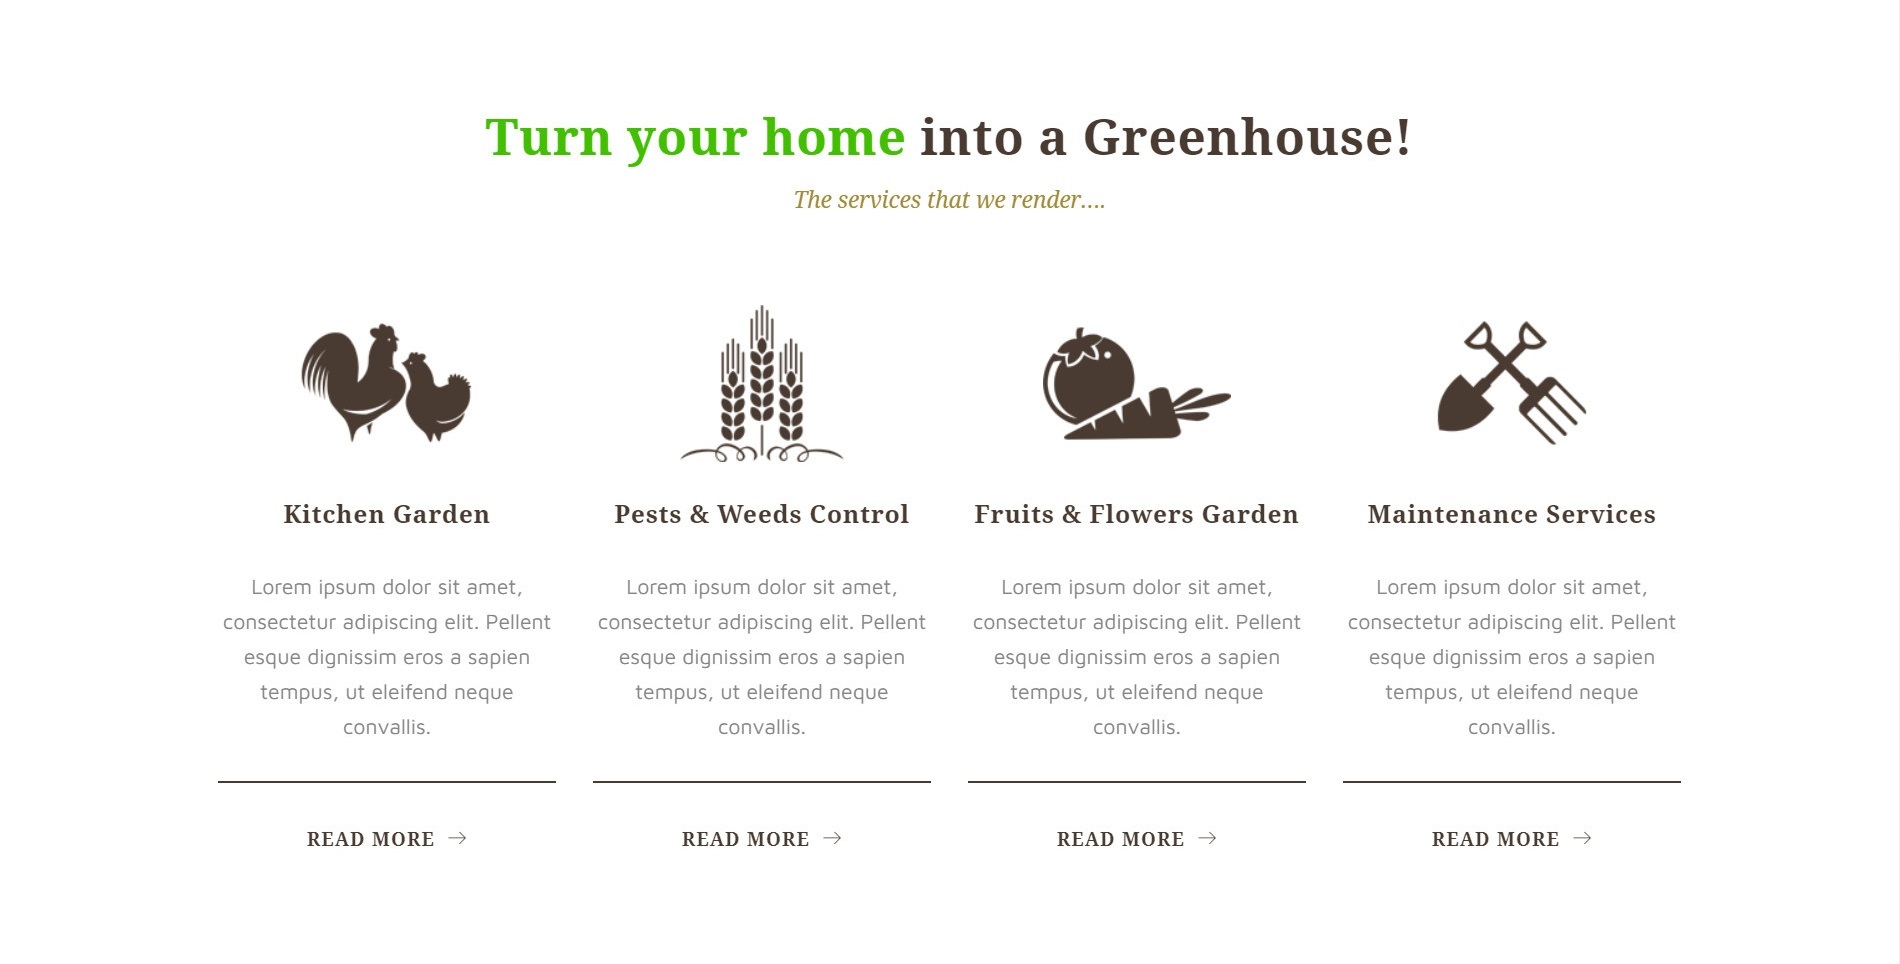 Turn your home into a Greenhouse!
The services that we render....
Kitchen Garden
Lorem ipsum dolor sit amet,
consectetur adipiscing elit. Pellent
esque dignissim eros a sapien
tempus, ut eleifend neque
convallis.
READ MORE
Pests & Weeds Control
Lorem ipsum dolor sit amet,
consectetur adipiscing elit. Pellent
esque dignissim eros a sapien
tempus, ut eleifend neque
convallis.
READ MORE
Fruits & Flowers Garden
Lorem ipsum dolor sit amet,
consectetur adipiscing elit. Pellent
esque dignissim eros a sapien
tempus, ut eleifend neque
convallis.
READ MORE
Maintenance Services
Lorem ipsum dolor sit amet,
consectetur adipiscing elit. Pellent
esque dignissim eros a sapien
tempus, ut eleifend neque
convallis.
READ MORE